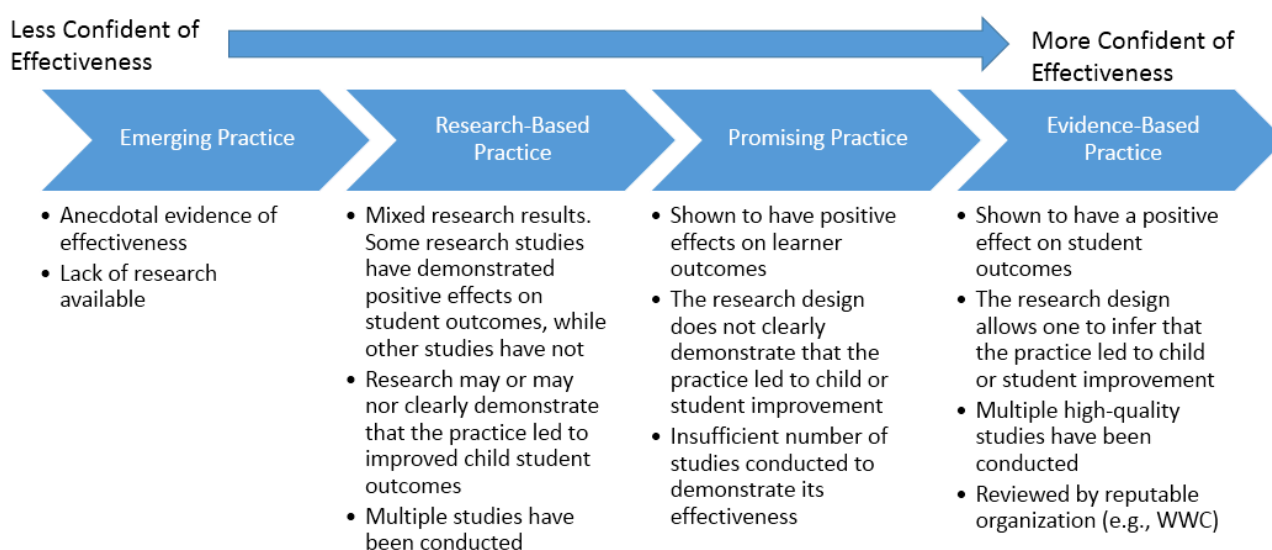 Less Confident of
Effectiveness
More Confident of
Effectiveness
Emerging Practice
Research-Based
Practice
Promising Practice
Evidence-Based
Practice
• Anecdotal evidence of
effectiveness
• Lack of research
available
• Mixed research results.
Some research studies
have demonstrated
positive effects on
student outcomes, while
other studies have not
• Research may or may
nor clearly demonstrate
that the practice led to
improved child student
outcomes
• Multiple studies have
been conducted
• Shown to have positive
effects on learner
outcomes
• The research design
does not clearly
demonstrate that the
practice led to child or
student improvement
• Insufficient number of
studies conducted to
demonstrate its
effectiveness
• Shown to have a positive
effect on student
outcomes
• The research design
allows one to infer that
the practice led to child
or student improvement
• Multiple high-quality
studies have been
conducted
• Reviewed by reputable
organization (e.g., WWC)